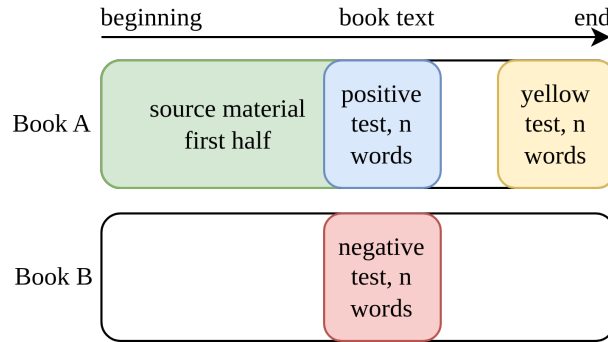 beginning book text end
Book A
source material
first half
positive
test, n
words
yellow
test, n
words
Book B
negative
test, n
words